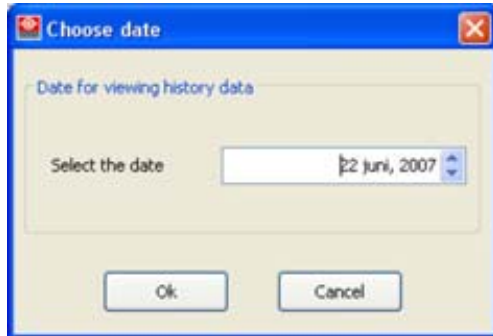 Choose date
Date for viewing history data
Select the date 22 juni, 2007
Ok Cancel